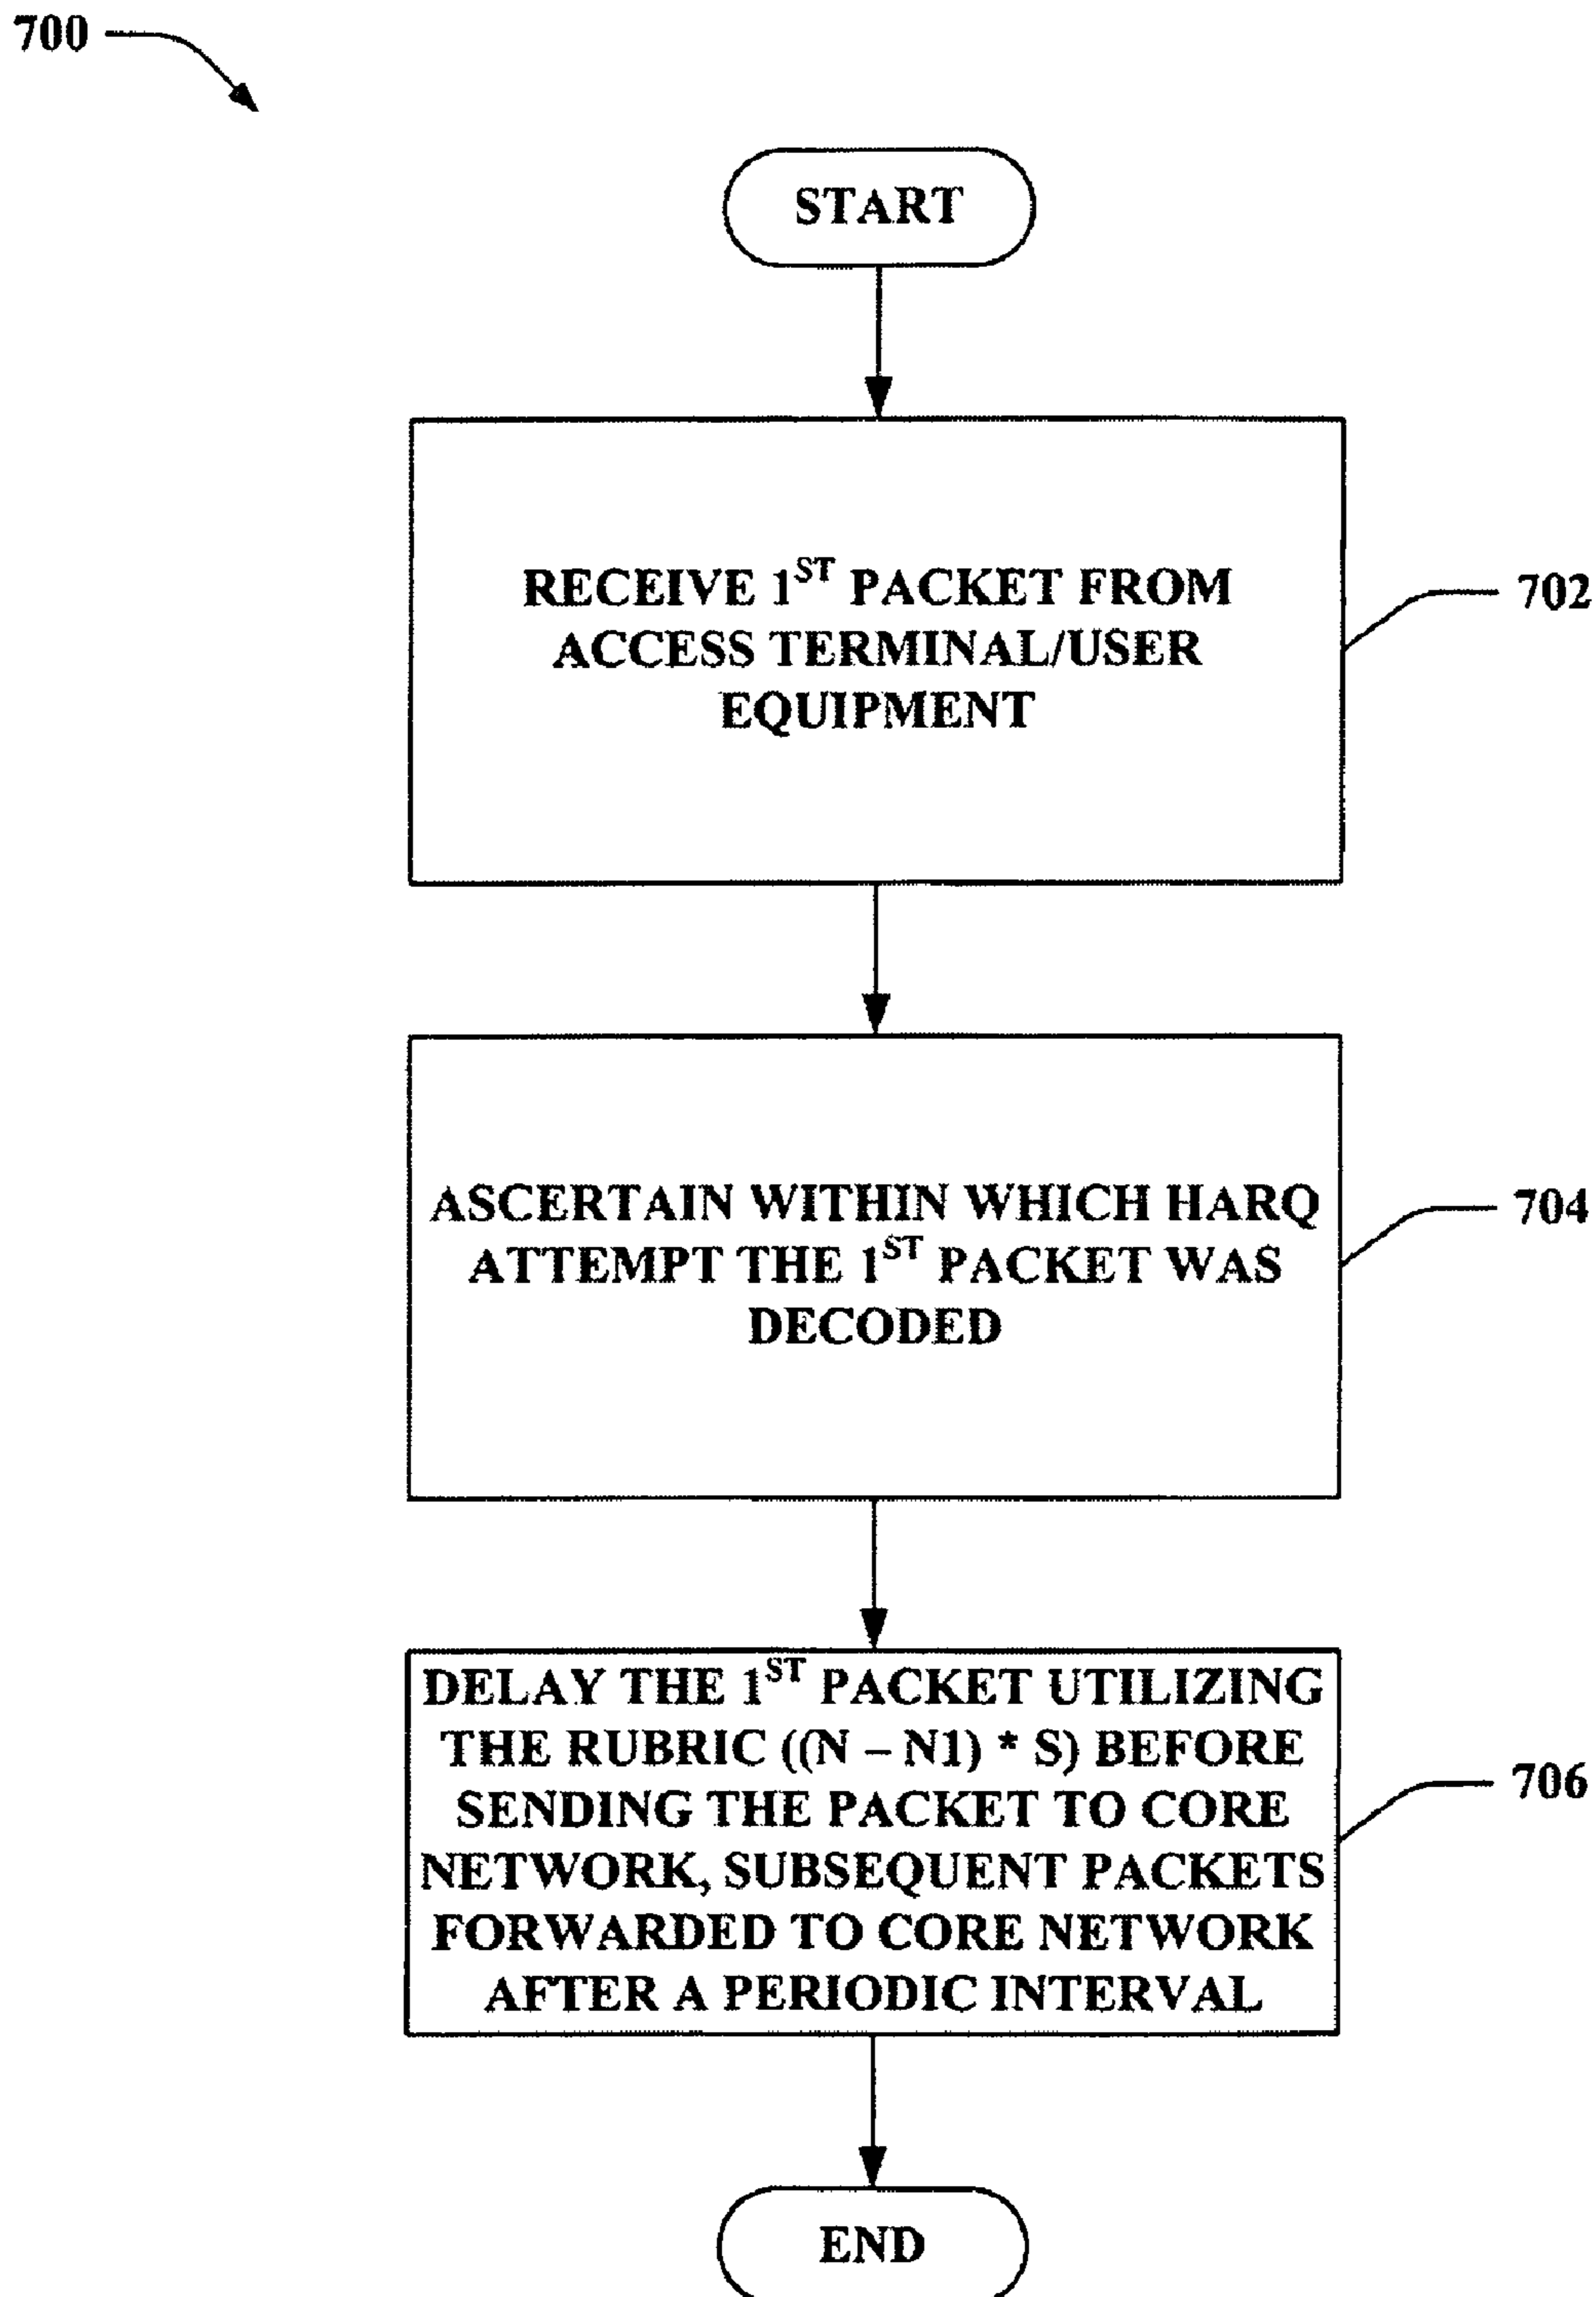 700
START
RECEIVE 1ST PACKET FROM
ACCESS TERMINAL/USER
EQUIPMENT
702
ASCERTAIN WITHIN WHICH HARQ
ATTEMPT THE 1ST PACKET WAS
DECODED
704
DELAY THE 1ST PACKET UTILIZING
THE RUBRIC ((N – N1) * S) BEFORE
SENDING THE PACKET TO CORE
NETWORK, SUBSEQUENT PACKETS
FORWARDED TO CORE NETWORK
AFTER A PERIODIC INTERVAL
706
END